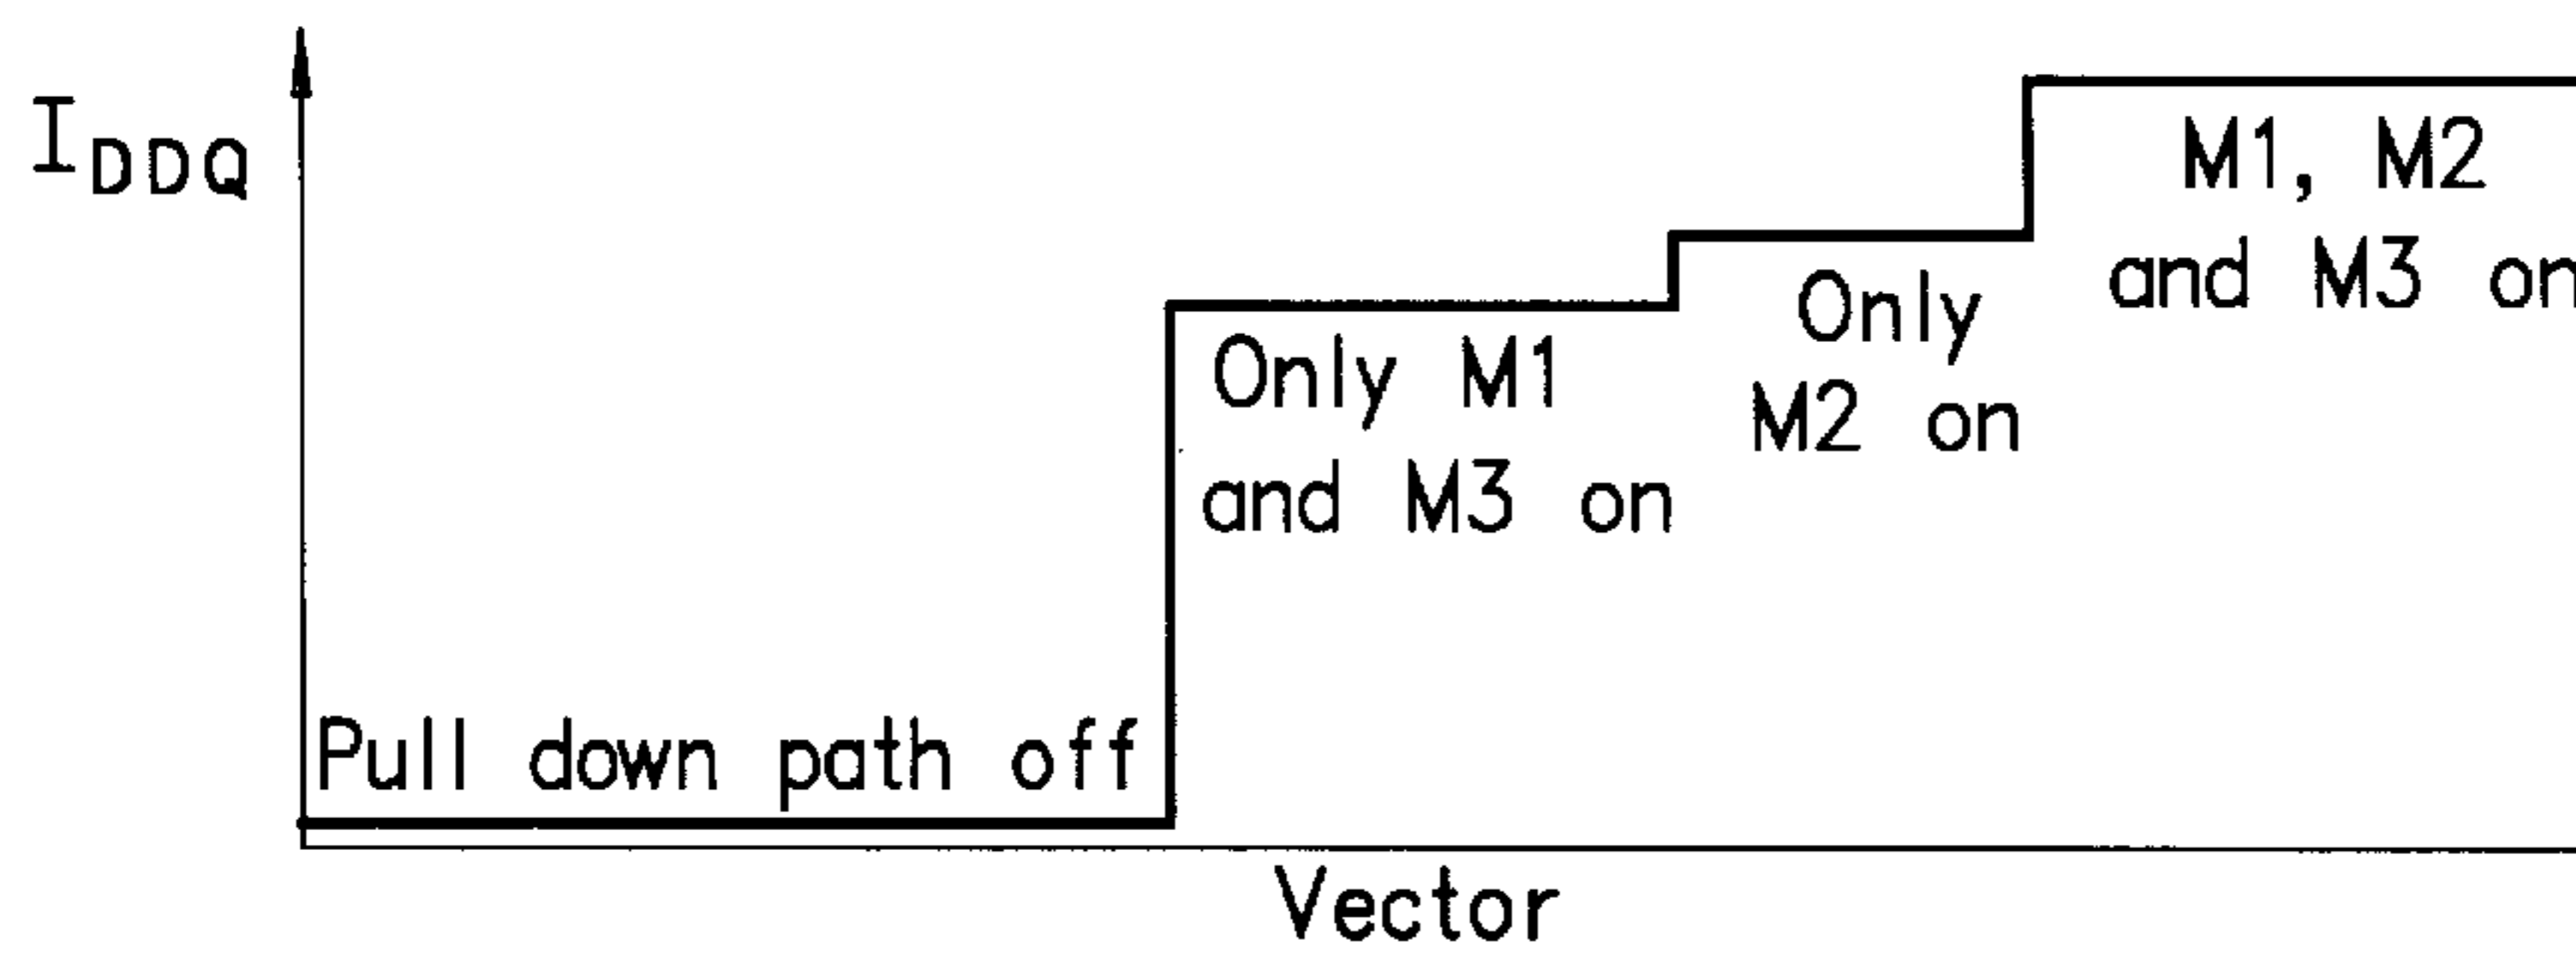 I_DDQ
M1, M2
and M3 on
Only
M2 on
Only M1
and M3 on
Pull down path off
Vector